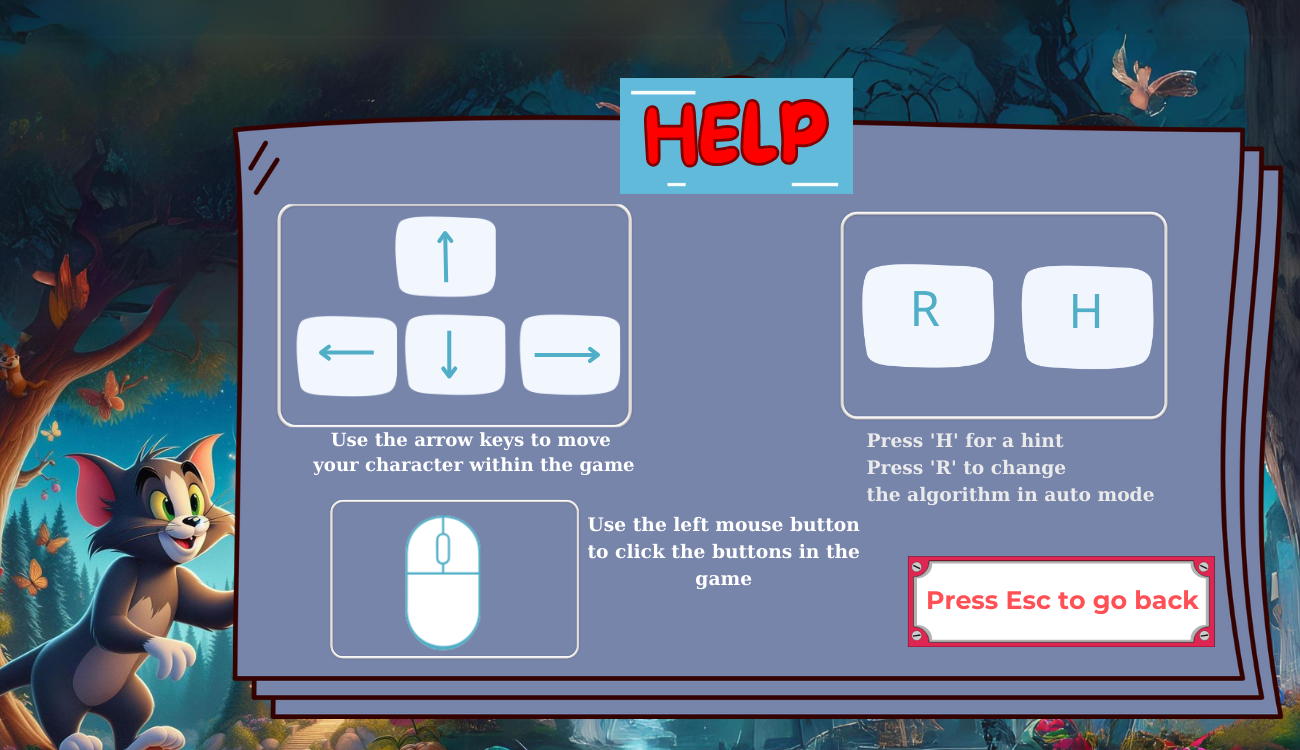 HELP
↑
← ↓ →
Use the arrow keys to move
your character within the game
R H
Press 'H' for a hint
Press 'R' to change
the algorithm in auto mode
Use the left mouse button
to click the buttons in the
game
Press Esc to go back